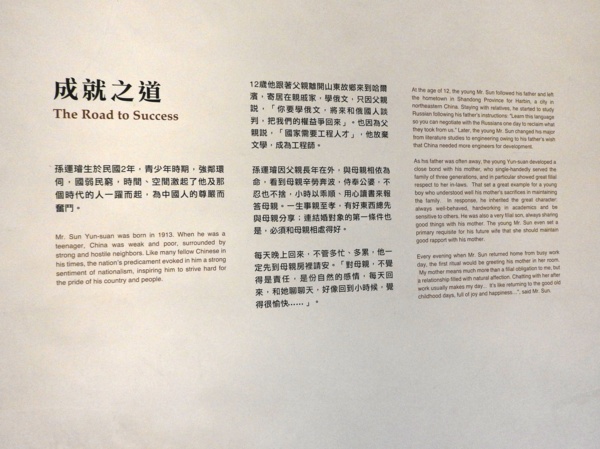 成就之道
The Road to Success
孫運璿生於民國2年，青少年時期，強鄰環
伺，國弱民窮，時間、空間激起了他及那
個時代的人一躍而起，為中國人的尊嚴而
奮鬥。
Mr. Sun Yun-suan was born in 1913. When he was a
teenager, China was weak and poor, surrounded by
strong and hostile neighbors. Like many fellow Chinese in
his times, the nation's predicament evoked in him a strong
sentiment of nationalism, inspiring him to strive hard for
the pride of his country and people.
12歲他跟著父親離開山東故鄉來到哈爾
濱，寄居在親戚家，學俄文，只因父親
說，「你要學俄文，將來和俄國人談
判，把我們的權益爭回來」。也因為父
親說，「國家需要工程人才」，他放棄
文學，成為工程師。
孫運璿因父親長年在外，與母親相依為
命，看到母親辛勞奔波，侍奉公婆，不
忍也不捨，小時以乖順、用心讀書來報
答母親。一生事親至孝，有好東西總先
與母親分享；連結婚對象的第一條件也
是，必須和母親相處得好。
每天晚上回來，不管多忙、多累，他一
定先到母親房裡請安。「對母親，不覺
得是責任，是份自然的感情，每天回
來，和她聊聊天，好像回到小時候，覺
得很愉快……」。
At the age of 12, the young Mr. Sun followed his father and left
the hometown in Shandong Province for Harbin, a city in
northeastern China. Staying with relatives, he started to study
Russian following his father's instructions: "Learn this language
so you can negotiate with the Russians one day to reclaim what
they took from us." Later, the young Mr. Sun changed his major
from literature studies to engineering owing to his father's wish
that China needed more engineers for development.
As his father was often away, the young Yun-suan developed a
close bond with his mother, who single-handedly served the
family of three generations, and in particular showed great filial
respect to her in-laws. That set a great example for a young
boy who understood well his mother's sacrifices in maintaining
the family. In response, he inherited the great character:
always well-behaved, hardworking in academics and be
sensitive to others. He was also a very filial son, always sharing
good things with his mother. The young Mr. Sun even set a
primary requisite for his future wife that she should maintain
good rapport with his mother.
Every evening when Mr. Sun returned home from busy work
day, the first ritual would be greeting his mother in her room.
My mother means much more than a filial obligation to me, but
a relationship filled with natural affection. Chatting with her after
work usually makes my day... It's like returning to the good old
childhood days, full of joy and happiness...", said Mr. Sun.